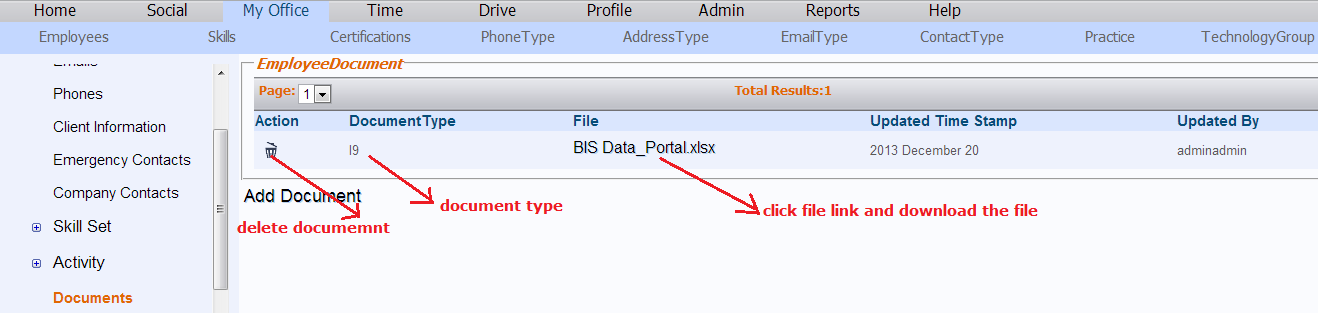 Home Social My Office Time Drive Profile Admin Reports Help
Employees Skills Certifications PhoneType AddressType EmailType ContactType Practice TechnologyGroup
Emails
Phones
Client Information
Emergency Contacts
Company Contacts
Skill Set
Activity
Documents
EmployeeDocument
Page: 1 Total Results:1
Action DocumentType File Updated Time Stamp Updated By
I9 BIS Data_Portal.xlsx 2013 December 20 adminadmin
Add Document
document type
click file link and download the file
delete documemnt